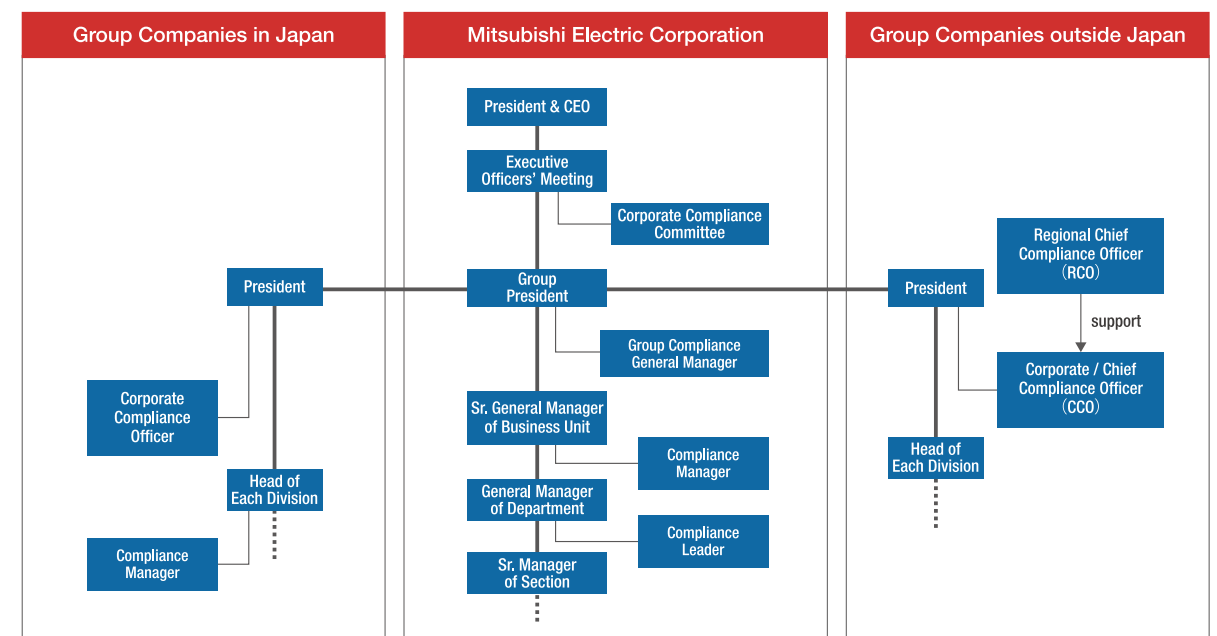 Group Companies in Japan
President
Corporate
Compliance
Officer
Head of
Each Division
Compliance
Manager
Mitsubishi Electric Corporation
President & CEO
Executive
Officers’ Meeting
Corporate Compliance
Committee
Group
President
Group Compliance
General Manager
Sr. General Manager
of Business Unit
Compliance
Manager
General Manager
of Department
Compliance
Leader
Sr. Manager
of Section
Group Companies outside Japan
Regional Chief
Compliance Officer
(RCO)
President
support
Corporate / Chief
Compliance Officer
(CCO)
Head of
Each Division